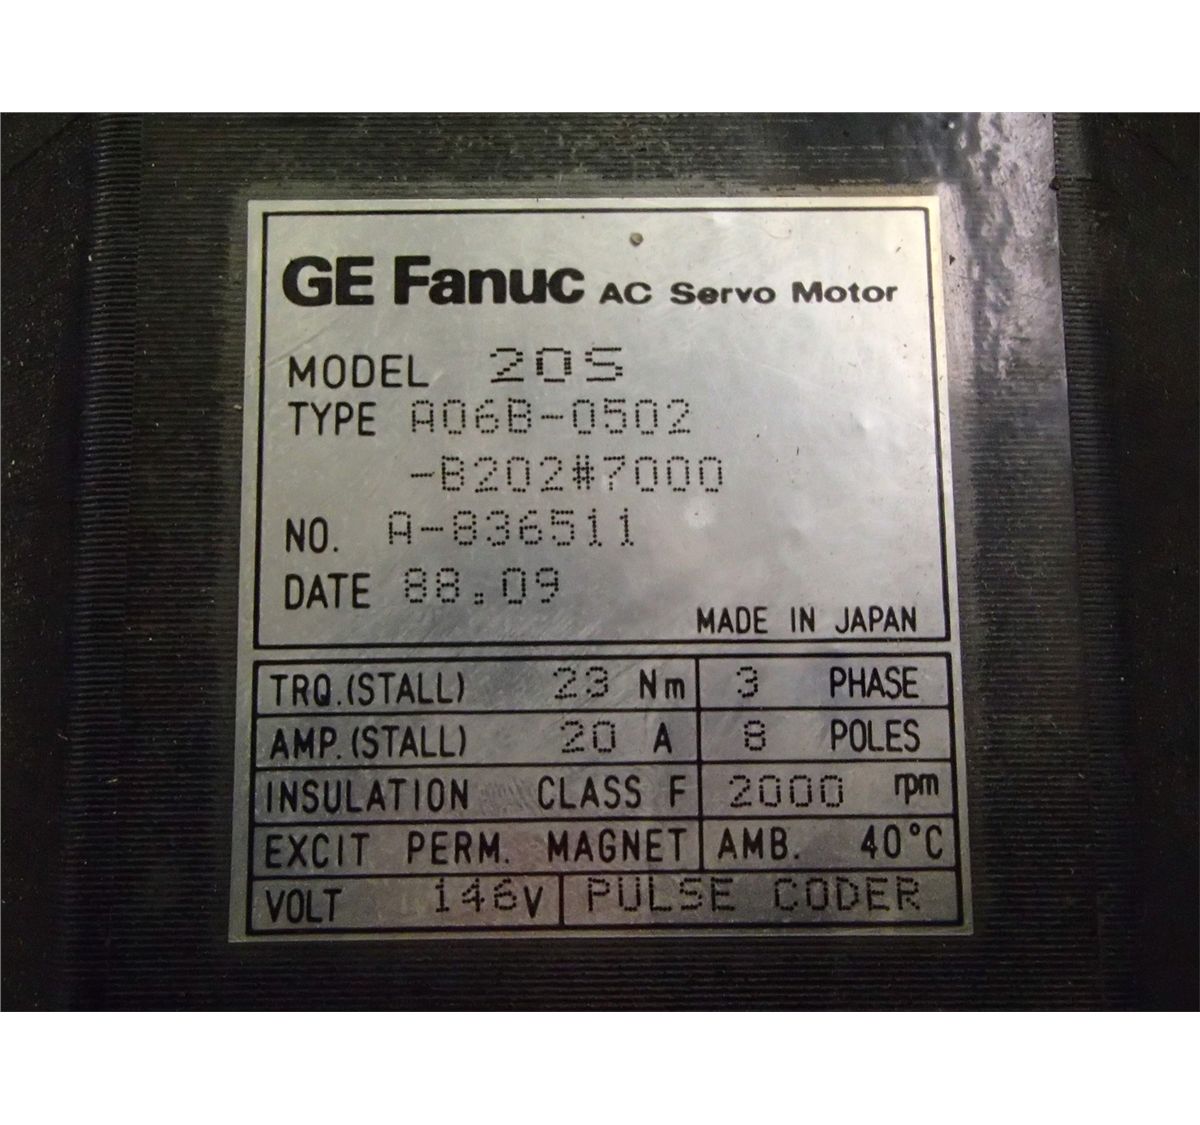 GE Fanuc AC Servo Motor
MODEL 20S
TYPE A06B-0502
-B202#7000
NO. A-836511
DATE 88.09
MADE IN JAPAN
TRQ.(STALL) 23 Nm 3 PHASE
AMP.(STALL) 20 A 8 POLES
INSULATION CLASS F 2000 rpm
EXCIT PERM. MAGNET AMB. 40°C
VOLT 146V PULSE CODER